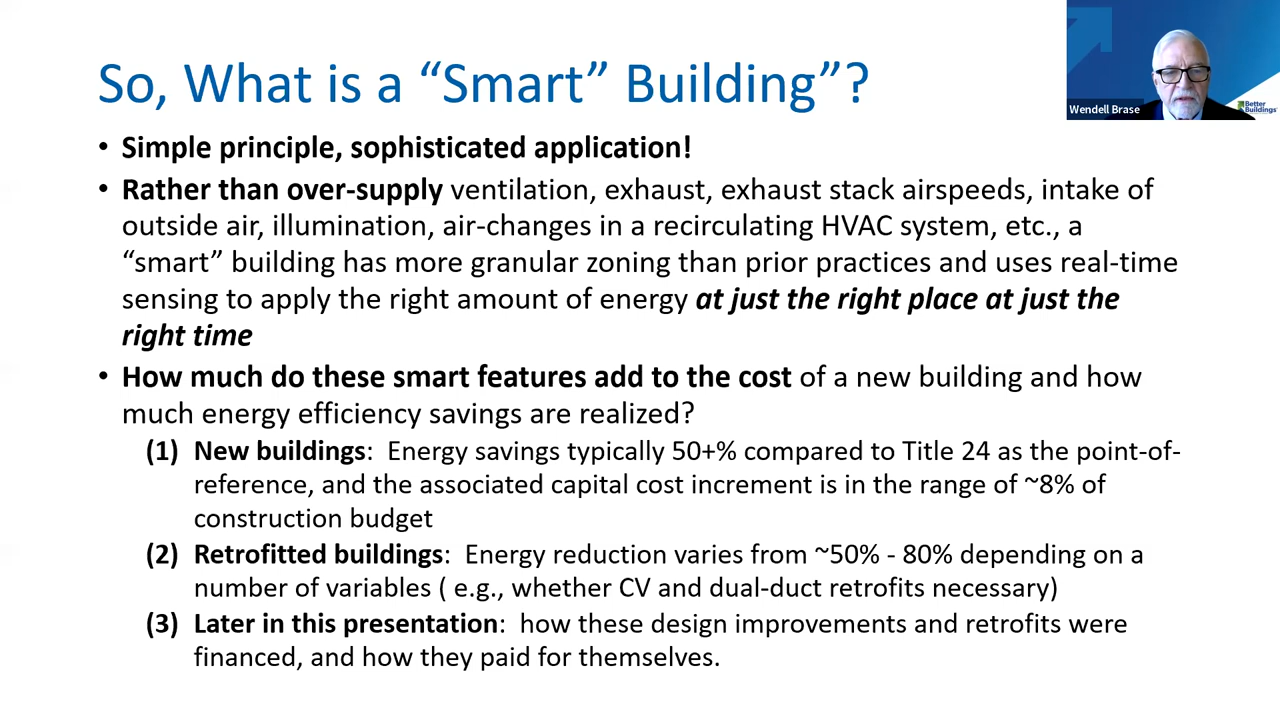 So, What is a “Smart” Building”?
Wendell Brase
Better
Buildings
• Simple principle, sophisticated application!
• Rather than over-supply ventilation, exhaust, exhaust stack airspeeds, intake of
outside air, illumination, air-changes in a recirculating HVAC system, etc., a
“smart” building has more granular zoning than prior practices and uses real-time
sensing to apply the right amount of energy at just the right place at just the
right time
• How much do these smart features add to the cost of a new building and how
much energy efficiency savings are realized?
(1) New buildings: Energy savings typically 50+% compared to Title 24 as the point-of-
reference, and the associated capital cost increment is in the range of ~8% of
construction budget
(2) Retrofitted buildings: Energy reduction varies from ~50% - 80% depending on a
number of variables ( e.g., whether CV and dual-duct retrofits necessary)
(3) Later in this presentation: how these design improvements and retrofits were
financed, and how they paid for themselves.